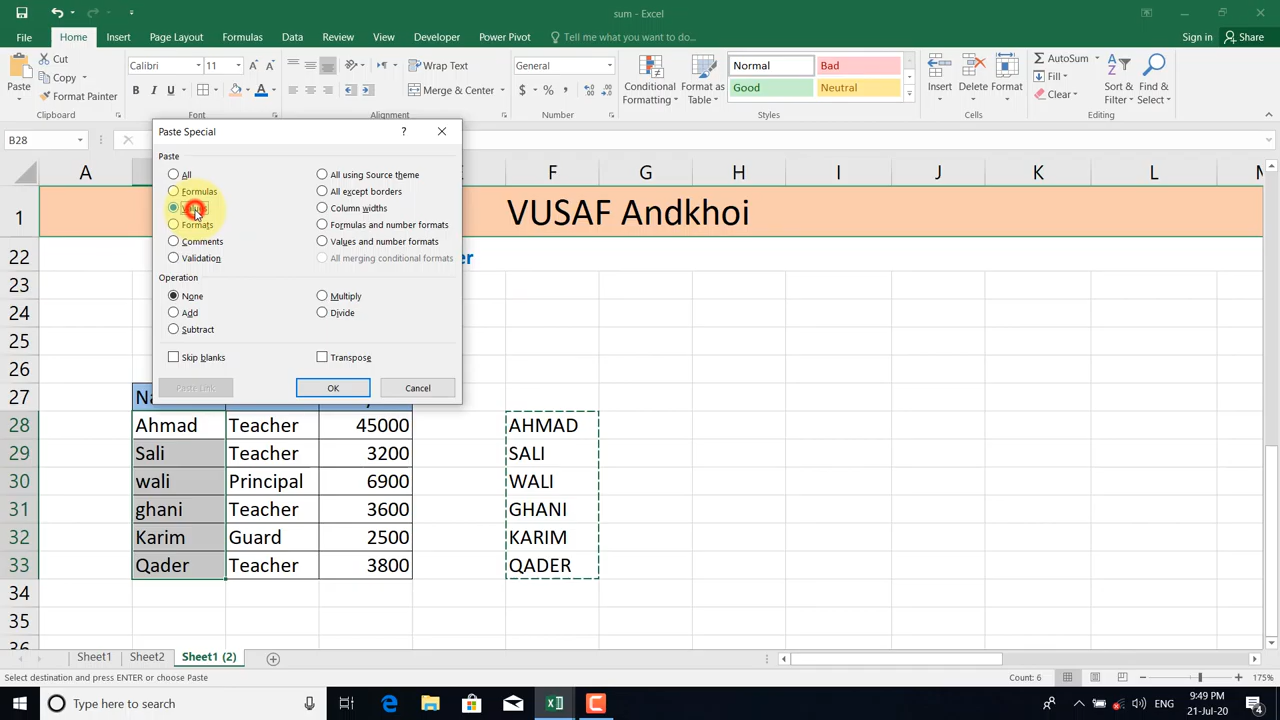 sum - Excel
File Home Insert Page Layout Formulas Data Review View Developer Power Pivot Tell me what you want to do... Sign in Share
Paste Cut Copy Format Painter
Calibri 11 B I U
Wrap Text Merge & Center
General $ % ,
Conditional Formatting Format as Table
Normal Bad Good Neutral
Insert Delete Format
AutoSum Fill Clear Sort & Filter Find & Select
Clipboard Font Alignment Number Styles Cells Editing
B28
Paste Special ?
Paste
All All using Source theme
Formulas All except borders
Values Column widths
Formats Formulas and number formats
Comments Values and number formats
Validation All merging conditional formats
Operation
None Multiply
Add Divide
Subtract
Skip blanks Transpose
Paste Link OK Cancel
A F G H I J K L M
1 VUSAF Andkhoi
22 er
23
24
25
26
27 Na
28 Ahmad Teacher 45000 AHMAD
29 Sali Teacher 3200 SALI
30 wali Principal 6900 WALI
31 ghani Teacher 3600 GHANI
32 Karim Guard 2500 KARIM
33 Qader Teacher 3800 QADER
34
35
36
Sheet1 Sheet2 Sheet1 (2)
Select destination and press ENTER or choose Paste Count: 6 175%
Type here to search ENG 9:49 PM
21-Jul-20 4